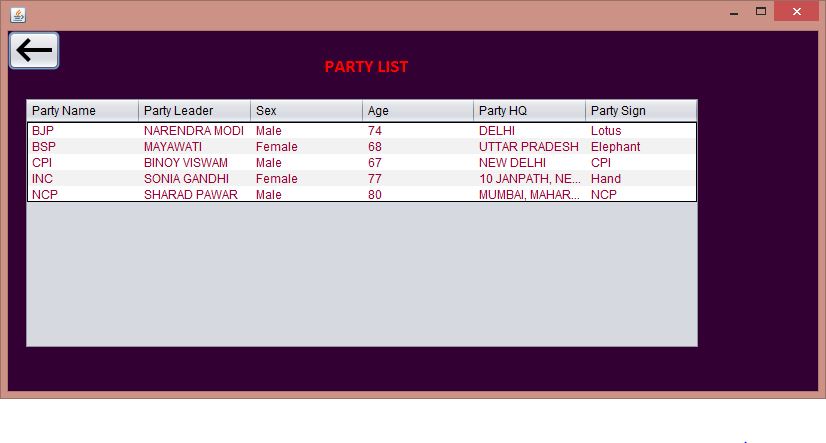 PARTY LIST
Party Name Party Leader Sex Age Party HQ Party Sign
BJP NARENDRA MODI Male 74 DELHI Lotus
BSP MAYAWATI Female 68 UTTAR PRADESH Elephant
CPI BINOY VISWAM Male 67 NEW DELHI CPI
INC SONIA GANDHI Female 77 10 JANPATH, NE... Hand
NCP SHARAD PAWAR Male 80 MUMBAI, MAHAR... NCP